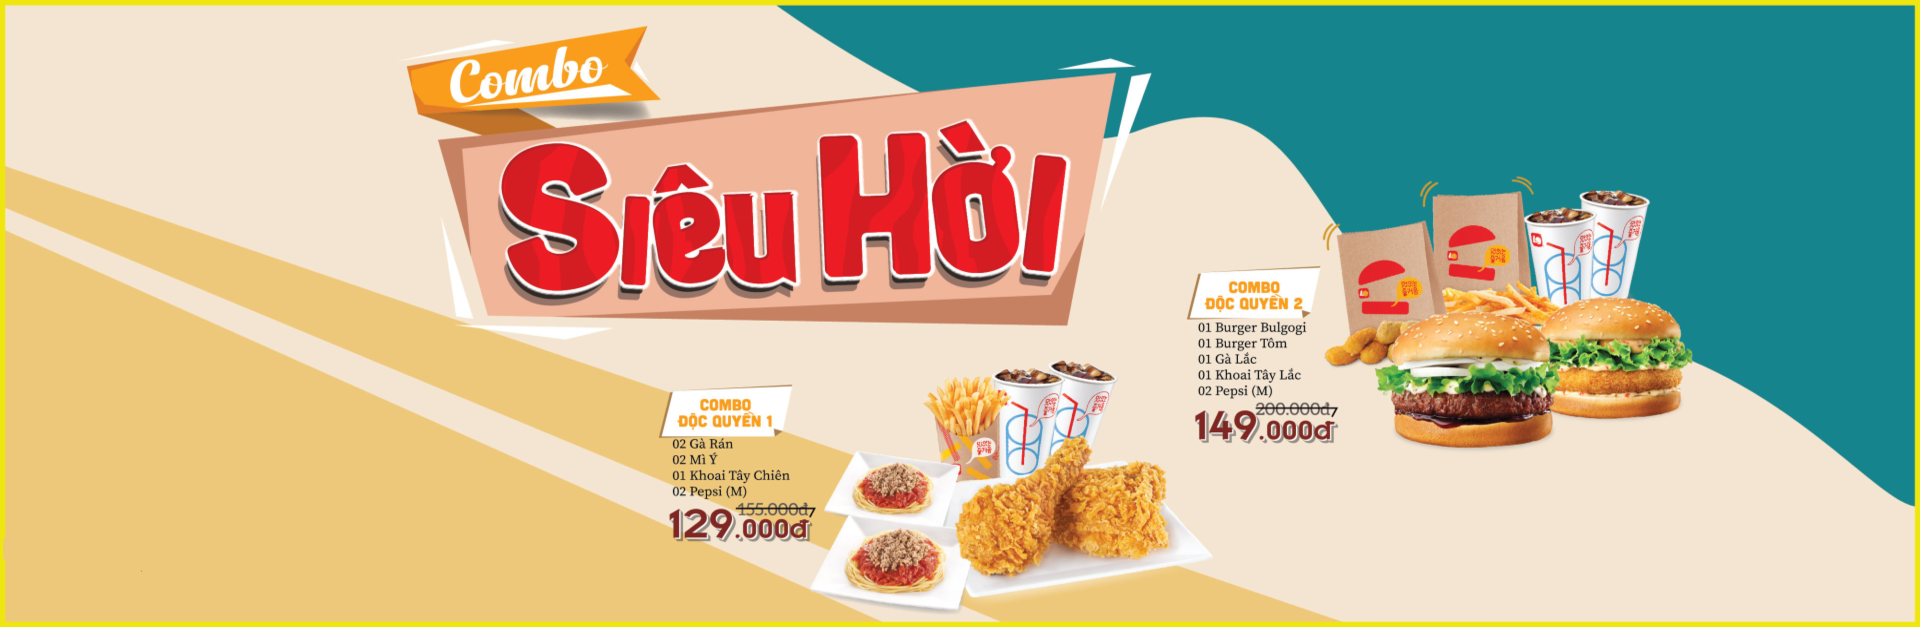 Combo
Siêu Hời
COMBO
ĐỘC QUYỀN 1
02 Gà Rán
02 Mì Ý
01 Khoai Tây Chiên
02 Pepsi (M)
155.000đ
129.000đ
COMBO
ĐỘC QUYỀN 2
01 Burger Bulgogi
01 Burger Tôm
01 Gà Lắc
01 Khoai Tây Lắc
02 Pepsi (M)
200.000đ
149.000đ